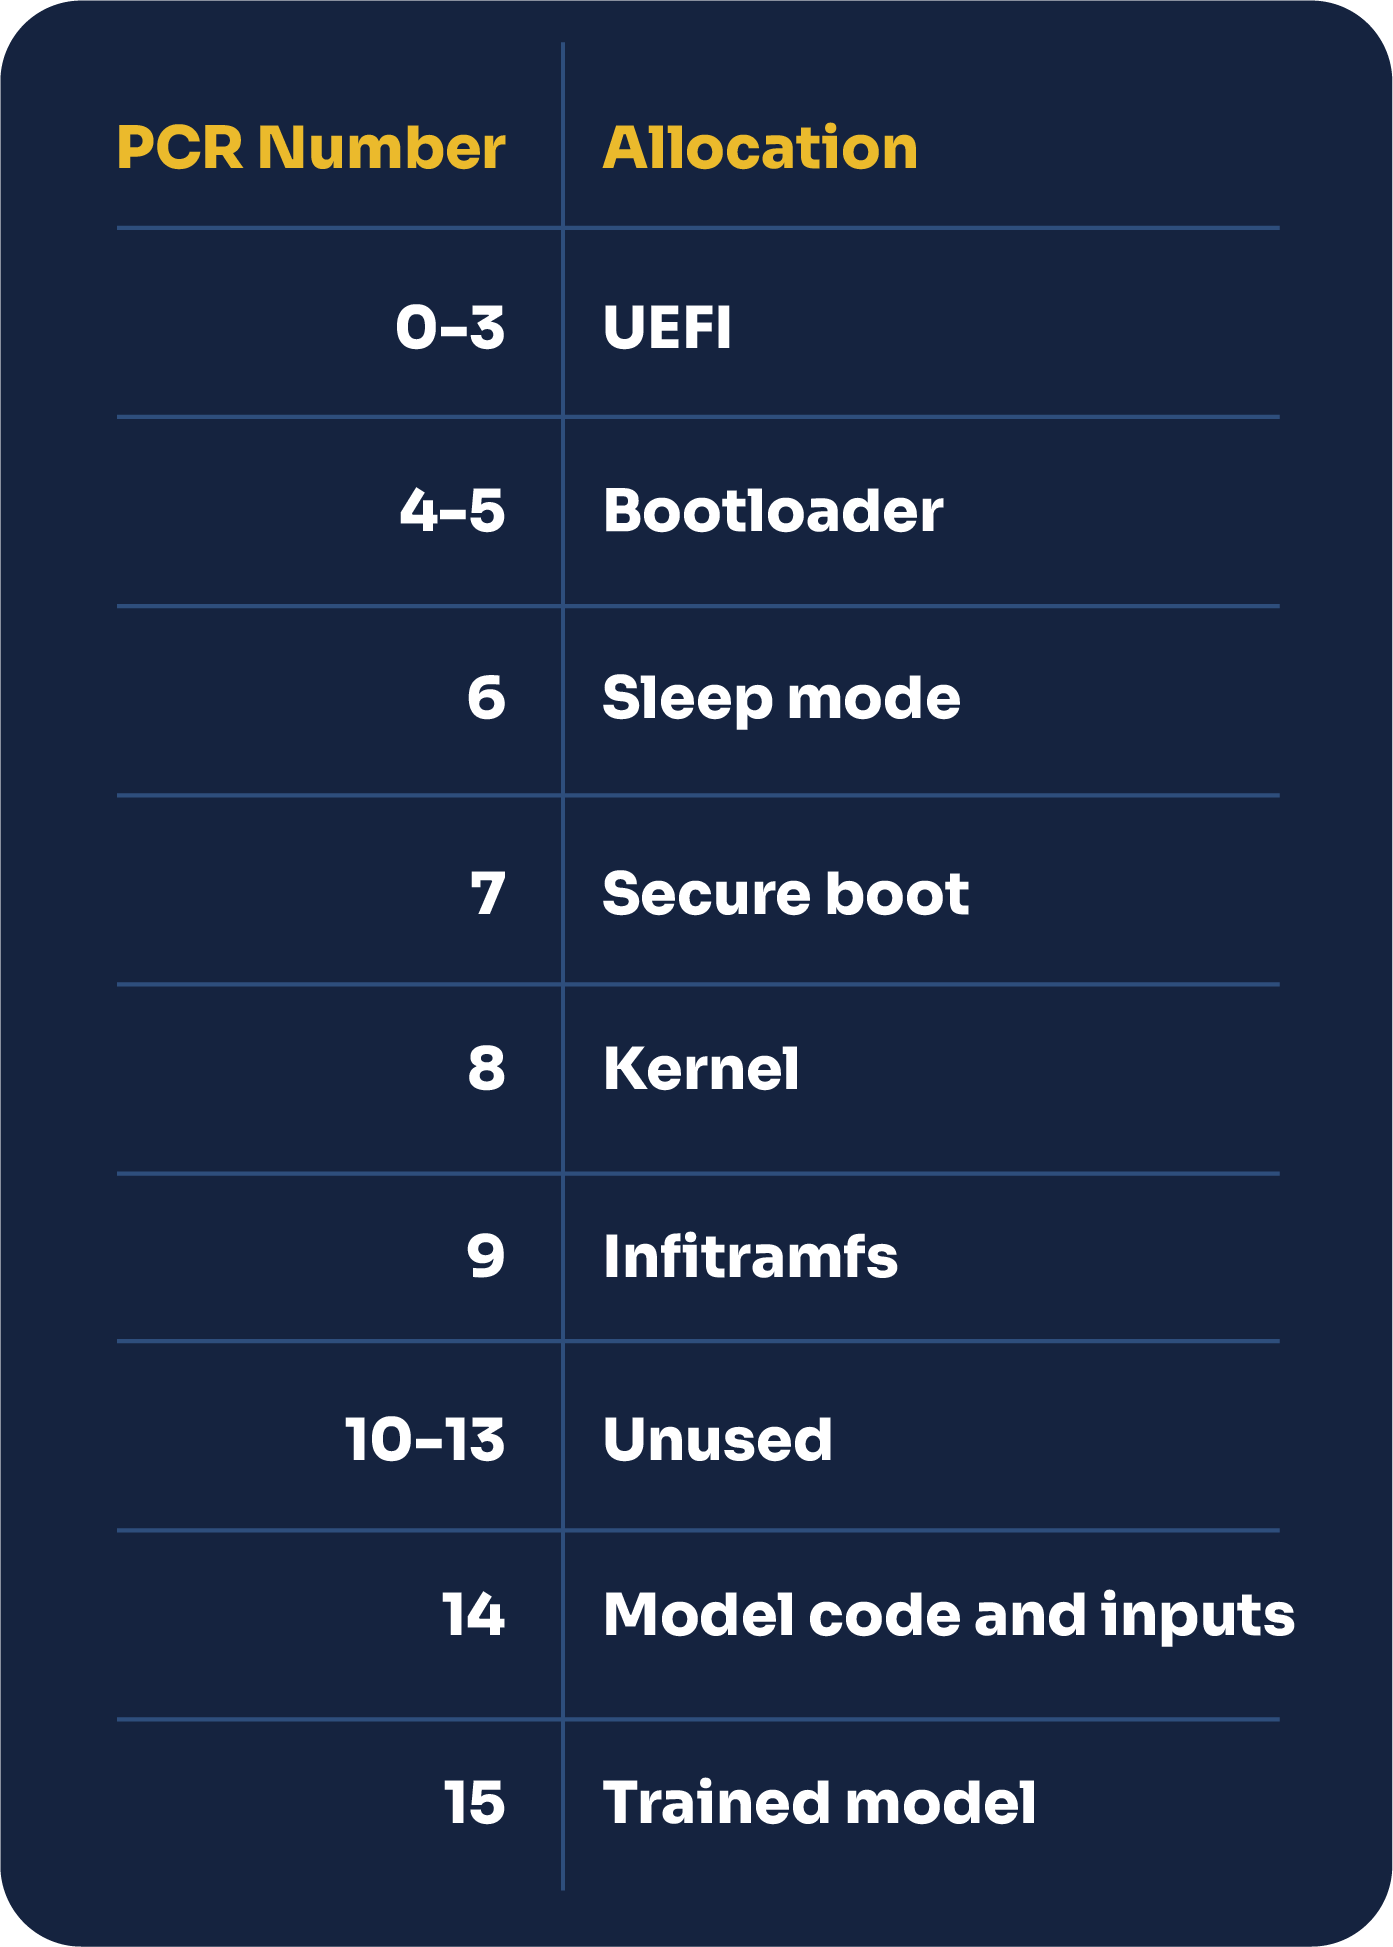 PCR Number Allocation
0-3 UEFI
4-5 Bootloader
6 Sleep mode
7 Secure boot
8 Kernel
9 Infitramfs
10-13 Unused
14 Model code and inputs
15 Trained model